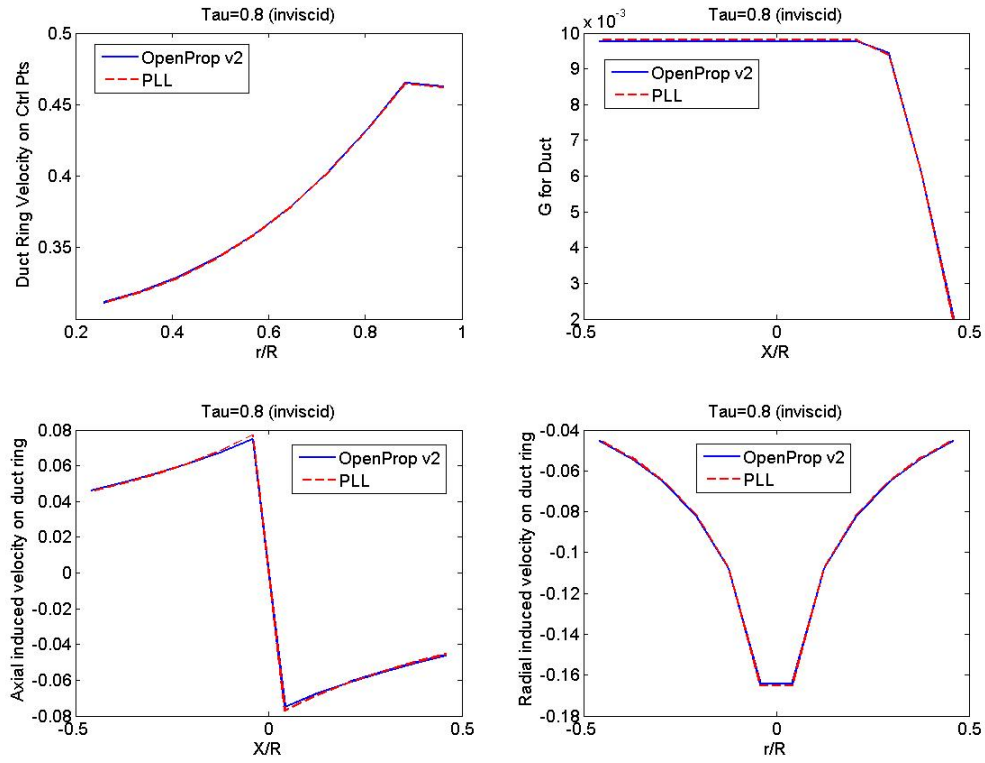 Tau=0.8 (inviscid)
Duct Ring Velocity on Ctrl Pts
0.5
0.45
0.4
0.35
OpenProp v2
PLL
0.2
0.4
0.6
0.8
1
r/R
x 10^-3
G for Duct
10
9
8
7
6
5
4
3
2
OpenProp v2
PLL
-0.5
0
0.5
X/R
Tau=0.8 (inviscid)
Axial induced velocity on duct ring
0.08
0.06
0.04
0.02
0
-0.02
-0.04
-0.06
-0.08
OpenProp v2
PLL
-0.5
0
0.5
X/R
Tau=0.8 (inviscid)
Tau=0.8 (inviscid)
Radial induced velocity on duct ring
-0.04
-0.06
-0.08
-0.1
-0.12
-0.14
-0.16
-0.18
OpenProp v2
PLL
-0.5
0
0.5
r/R